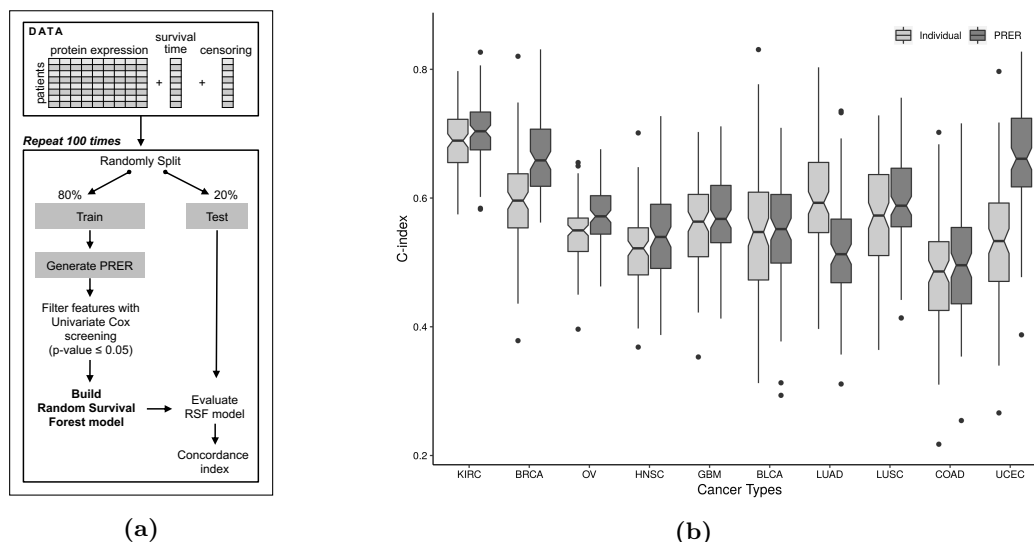 DATA
protein expression
survival
time
censoring
patients
+
+
Repeat 100 times
Randomly Split
80%
20%
Train
Test
Generate PRER
Filter features with
Univariate Cox
screening
(p-value ≤ 0.05)
Build
Random Survival
Forest model
Evaluate
RSF model
Concordance
index
(a)
Individual
PRER
C-index
0.8
0.6
0.4
0.2
KIRC
BRCA
OV
HNSC
GBM
BLCA
LUAD
LUSC
COAD
UCEC
Cancer Types
(b)